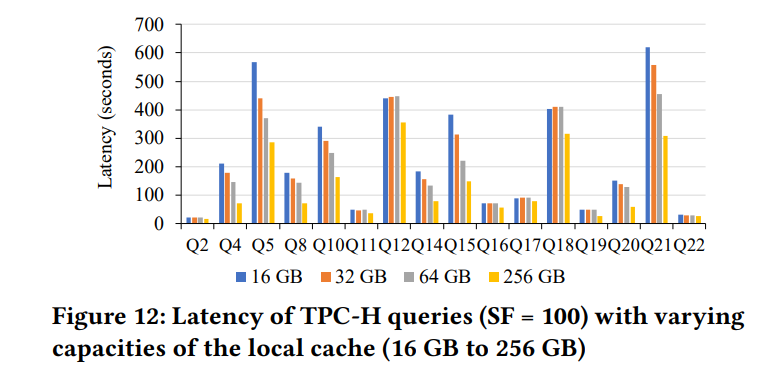 700
600
500
400
300
200
100
0
Latency (seconds)
Q2 Q4 Q5 Q8 Q10 Q11 Q12 Q14 Q15 Q16 Q17 Q18 Q19 Q20 Q21 Q22
16 GB 32 GB 64 GB 256 GB
Figure 12: Latency of TPC-H queries (SF = 100) with varying
capacities of the local cache (16 GB to 256 GB)